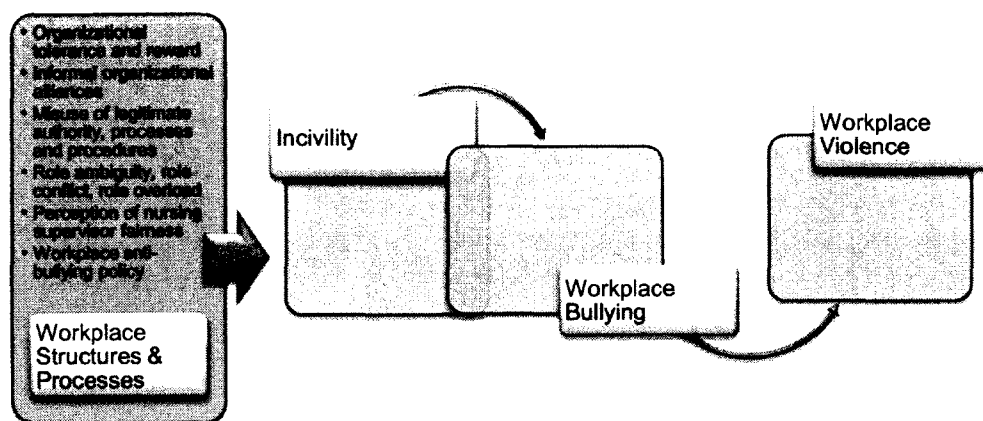 • Organizational
tolerance and reward
• Informal organizational
alliances
• Misuse of legitimate
authority, processes
and procedures
• Role ambiguity, role
conflict, role overload
• Perception of nursing
supervisor fairness
• Workplace anti-
bullying policy
Workplace
Structures &
Processes
Incivility
Workplace
Bullying
Workplace
Violence